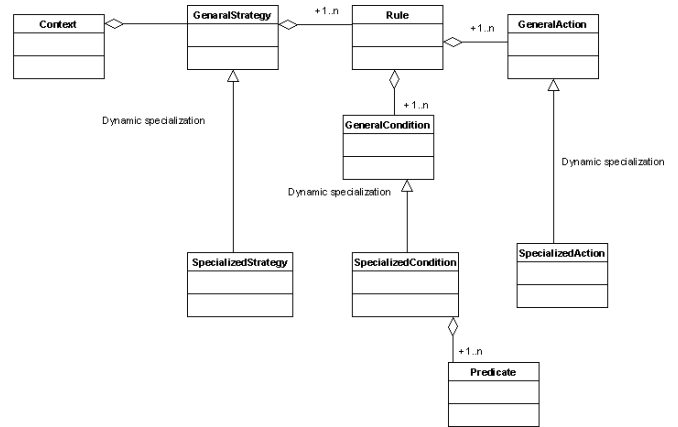 Context
GenaralStrategy
+1..n
Rule
+1..n
GeneralAction
+1..n
Dynamic specialization
GeneralCondition
Dynamic specialization
Dynamic specialization
SpecializedStrategy
SpecializedCondition
SpecializedAction
+1..n
Predicate